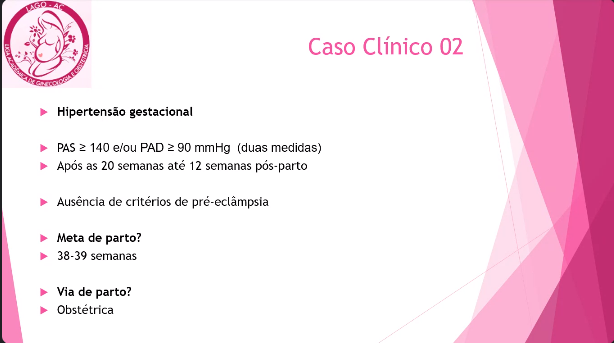 LAGO - AC
LIGA ACADÊMICA DE GINECOLOGIA E OBSTETRÍCIA
Caso Clínico 02
Hipertensão gestacional
PAS ≥ 140 e/ou PAD ≥ 90 mmHg (duas medidas)
Após as 20 semanas até 12 semanas pós-parto
Ausência de critérios de pré-eclâmpsia
Meta de parto?
38-39 semanas
Via de parto?
Obstétrica